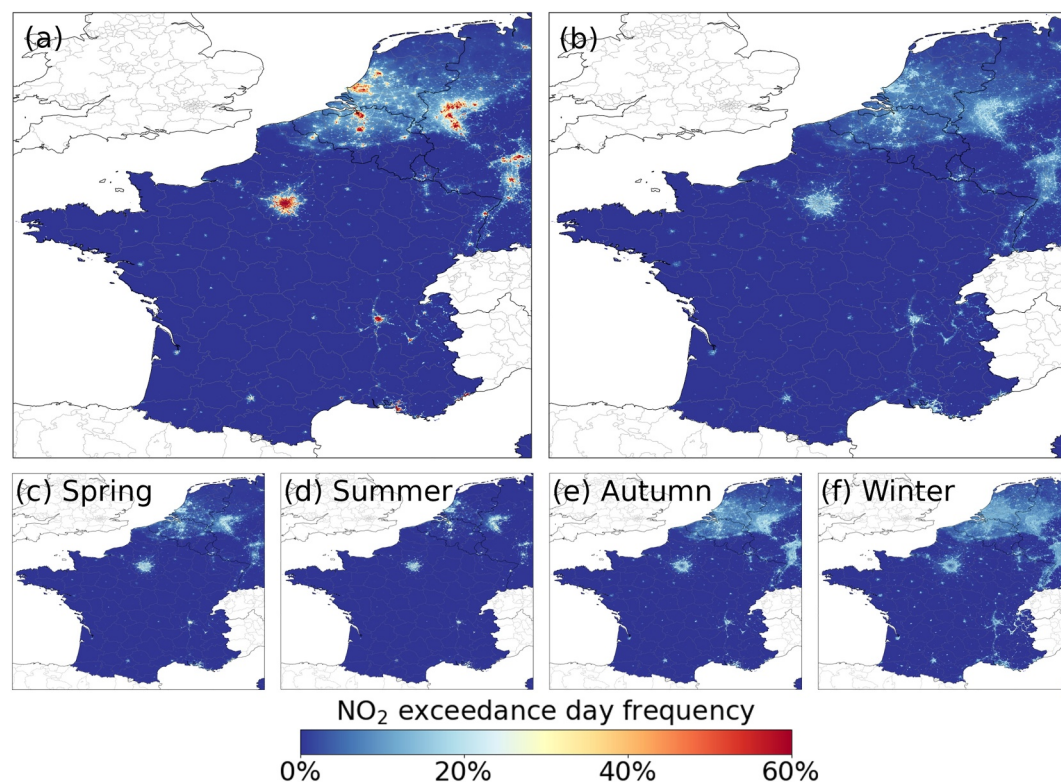 (a)
(b)
(c) Spring
(d) Summer
(e) Autumn
(f) Winter
NO₂ exceedance day frequency
0%
20%
40%
60%